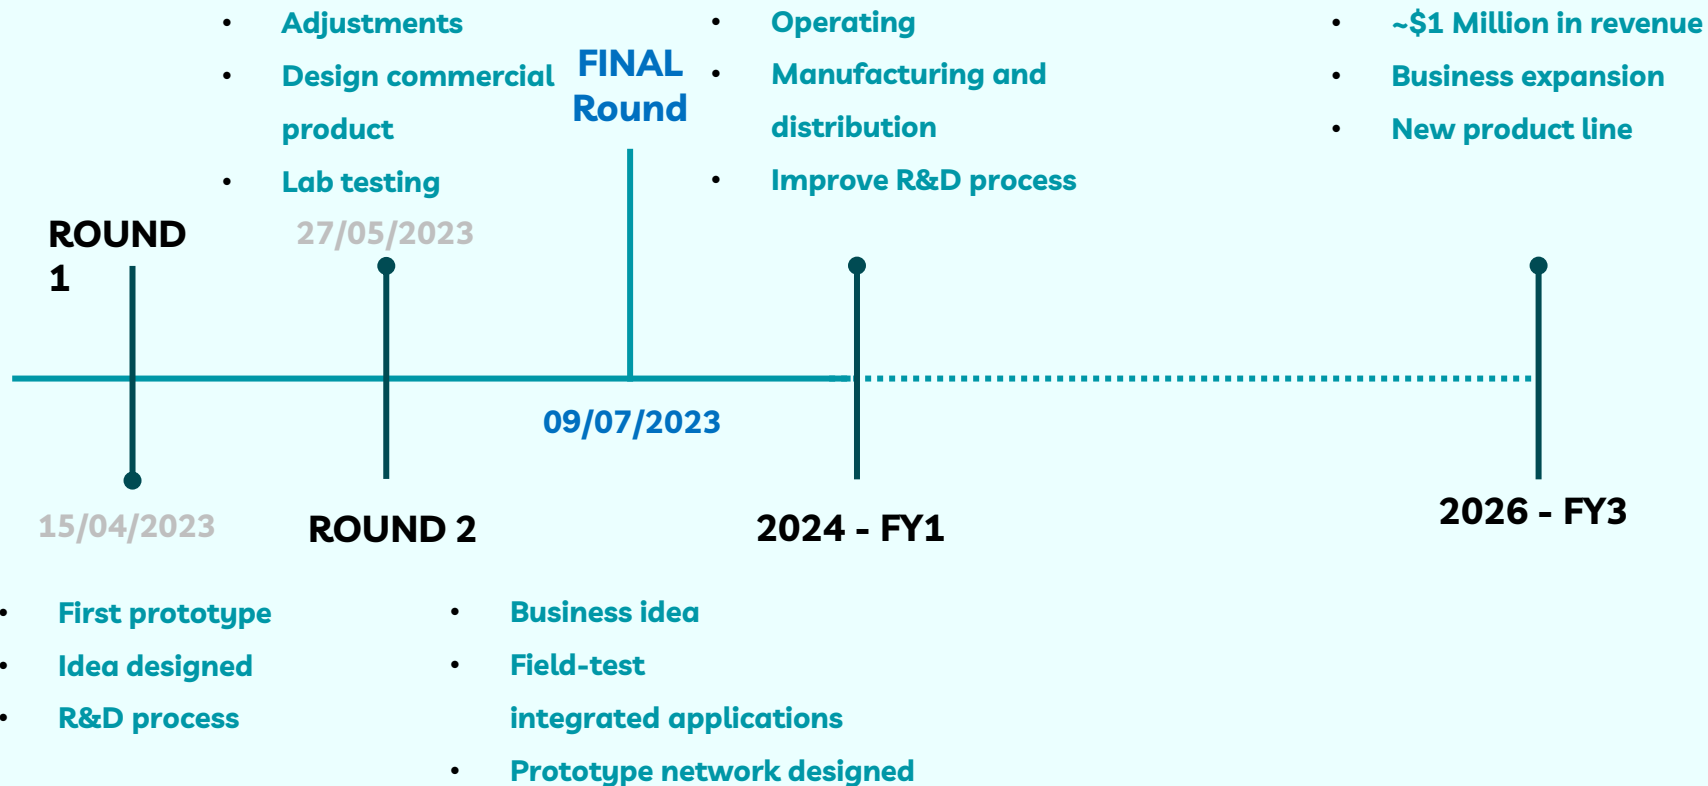 • Adjustments
• Design commercial
product
• Lab testing
27/05/2023
FINAL
Round
• Operating
• Manufacturing and
distribution
• Improve R&D process
• ~$1 Million in revenue
• Business expansion
• New product line
ROUND
1
09/07/2023
15/04/2023
ROUND 2
2024 - FY1
2026 - FY3
• First prototype
• Idea designed
• R&D process
• Business idea
• Field-test
integrated applications
• Prototype network designed